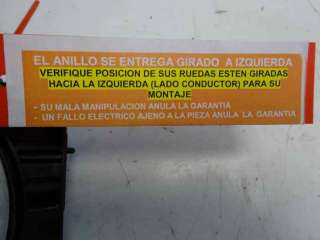 EL ANILLO SE ENTREGA GIRADO A IZQUIERDA
VERIFIQUE POSICION DE SUS RUEDAS ESTEN GIRADAS
HACIA LA IZQUIERDA (LADO CONDUCTOR) PARA SU
MONTAJE
- SU MALA MANIPULACION ANULA LA GARANTIA
- UN FALLO ELECTRICO AJENO A LA PIEZA ANULA LA GARANTIA